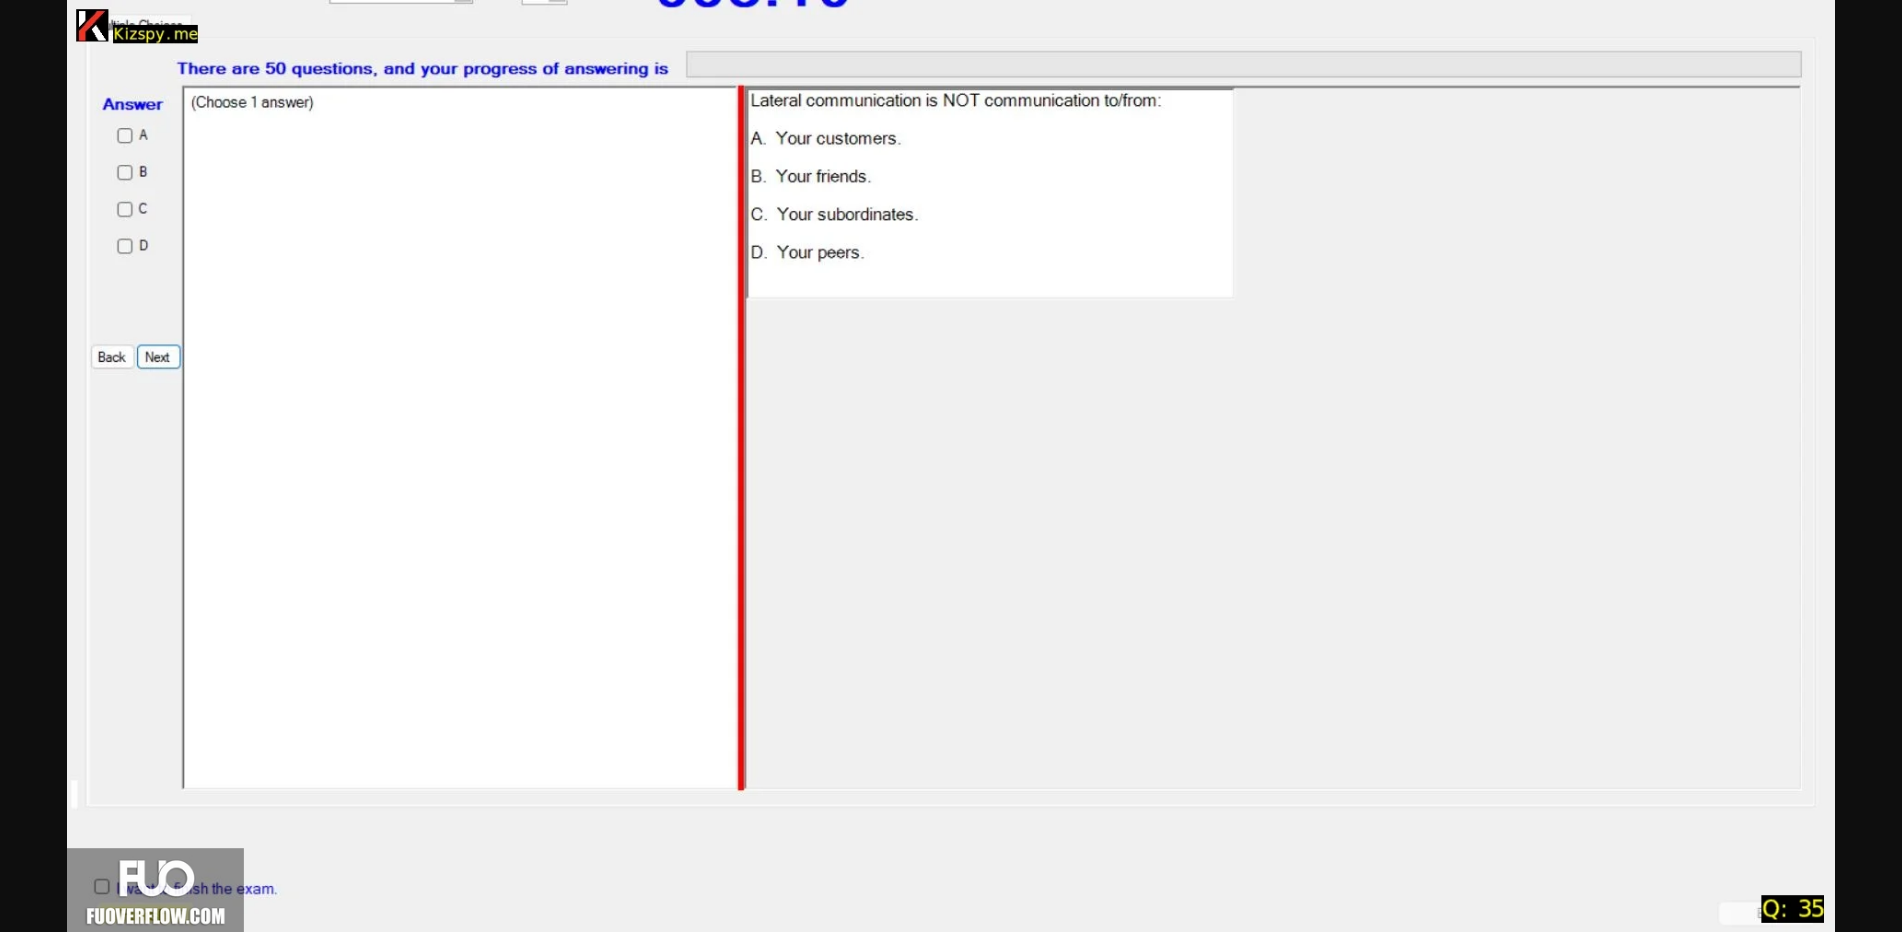 Kizspy.me
There are 50 questions, and your progress of answering is
Answer
(Choose 1 answer)
A
B
C
D
Back
Next
Lateral communication is NOT communication to/from:
A. Your customers.
B. Your friends.
C. Your subordinates.
D. Your peers.
FUO
the exam.
FUOVERFLOW.COM
Q: 35